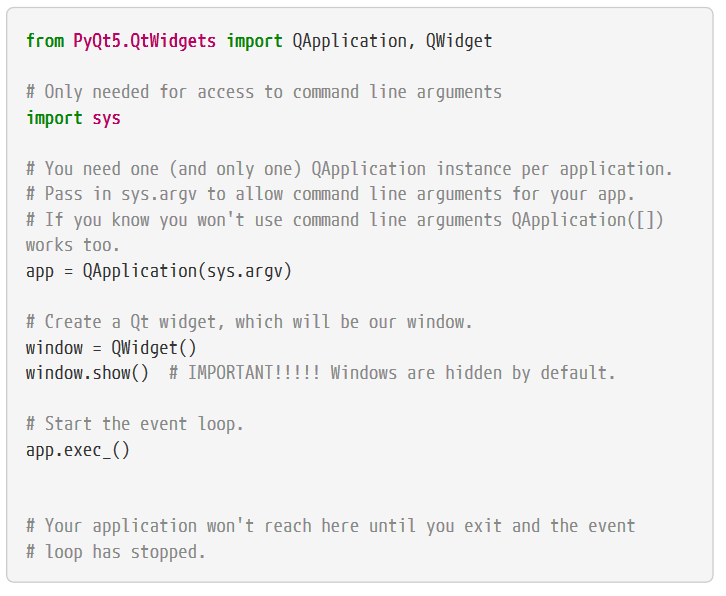 from PyQt5.QtWidgets import QApplication, QWidget
# Only needed for access to command line arguments
import sys
# You need one (and only one) QApplication instance per application.
# Pass in sys.argv to allow command line arguments for your app.
# If you know you won't use command line arguments QApplication([])
works too.
app = QApplication(sys.argv)
# Create a Qt widget, which will be our window.
window = QWidget()
window.show()  # IMPORTANT!!!!! Windows are hidden by default.
# Start the event loop.
app.exec_()
# Your application won't reach here until you exit and the event
# loop has stopped.